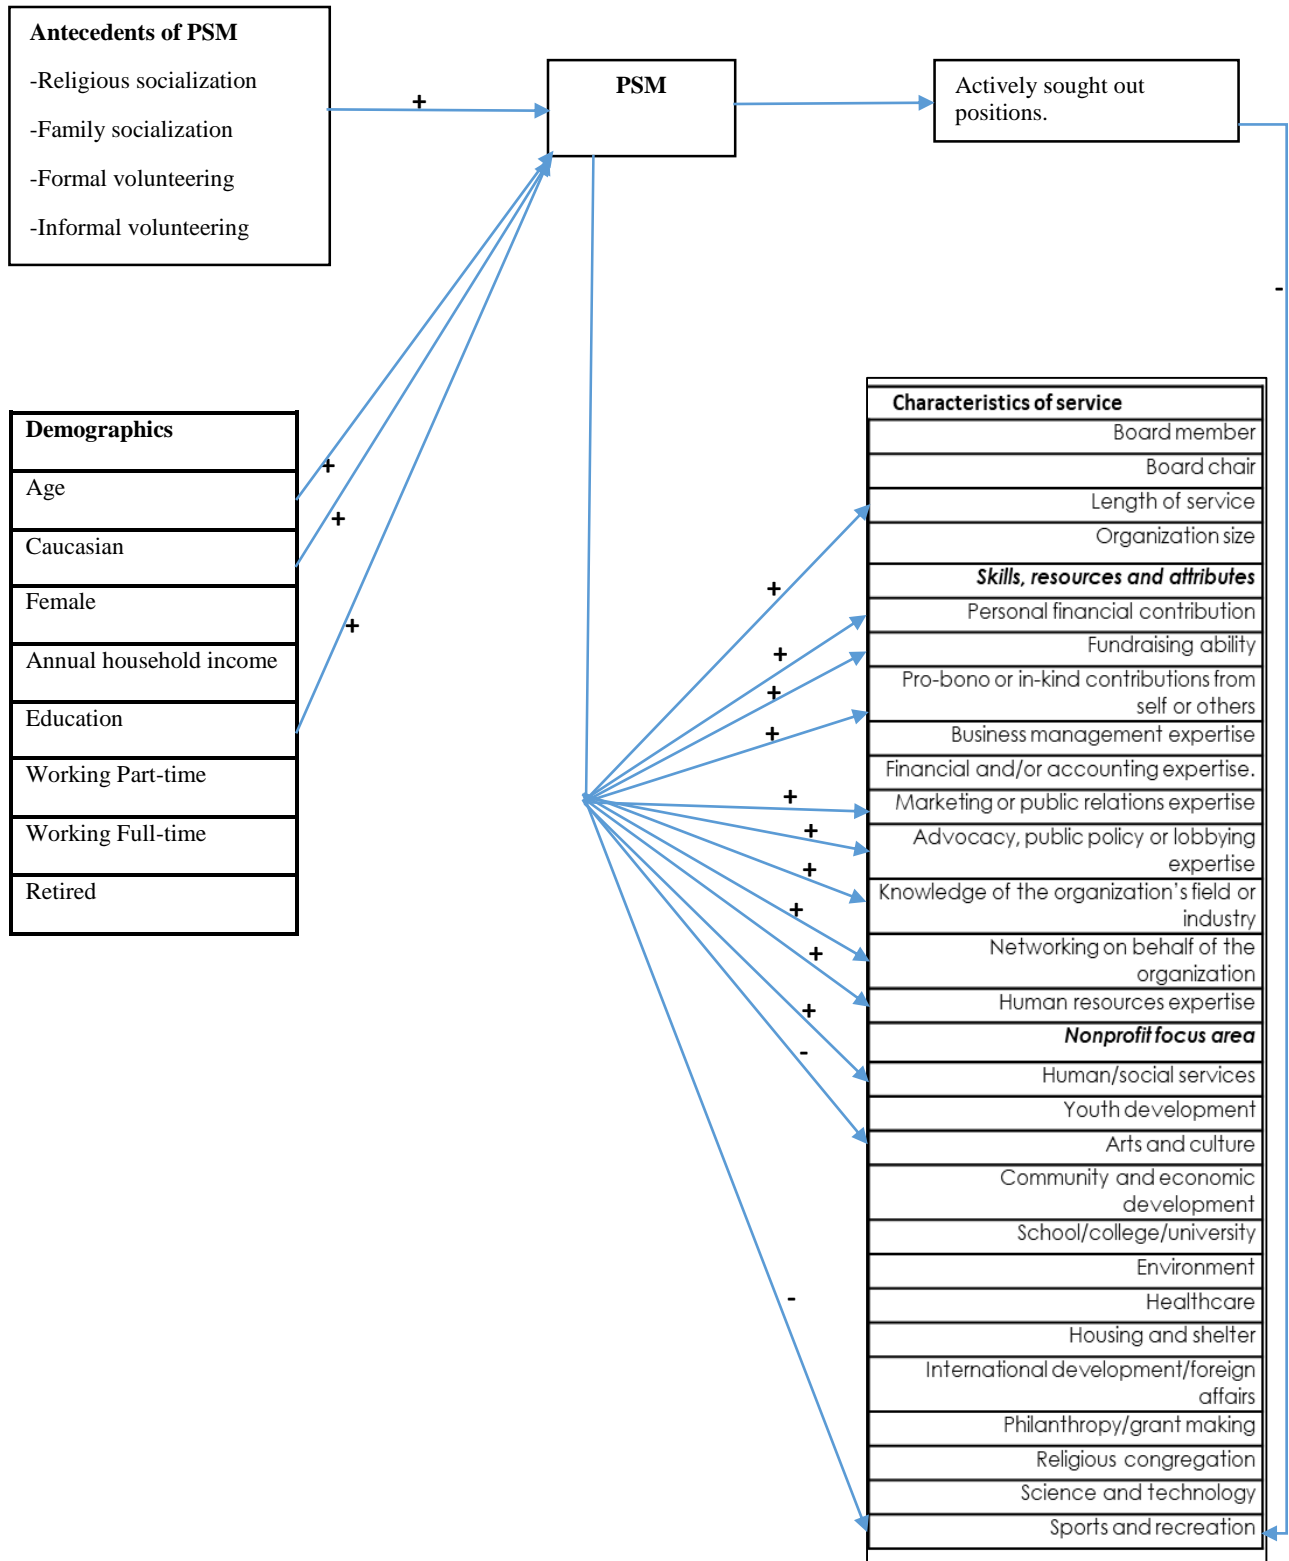 Antecedents of PSM
-Religious socialization
-Family socialization
-Formal volunteering
-Informal volunteering
+
PSM
Actively sought out
positions.
-
Demographics
Age
Caucasian
Female
Annual household income
Education
Working Part-time
Working Full-time
Retired
+
+
+
Characteristics of service
Board member
Board chair
Length of service
Organization size
Skills, resources and attributes
Personal financial contribution
Fundraising ability
Pro-bono or in-kind contributions from
self or others
Business management expertise
Financial and/or accounting expertise.
Marketing or public relations expertise
Advocacy, public policy or lobbying
expertise
Knowledge of the organization's field or
industry
Networking on behalf of the
organization
Human resources expertise
Nonprofit focus area
Human/social services
Youth development
Arts and culture
Community and economic
development
School/college/university
Environment
Healthcare
Housing and shelter
International development/foreign
affairs
Philanthropy/grant making
Religious congregation
Science and technology
Sports and recreation
+
+
+
+
+
+
+
+
+
+
-
-